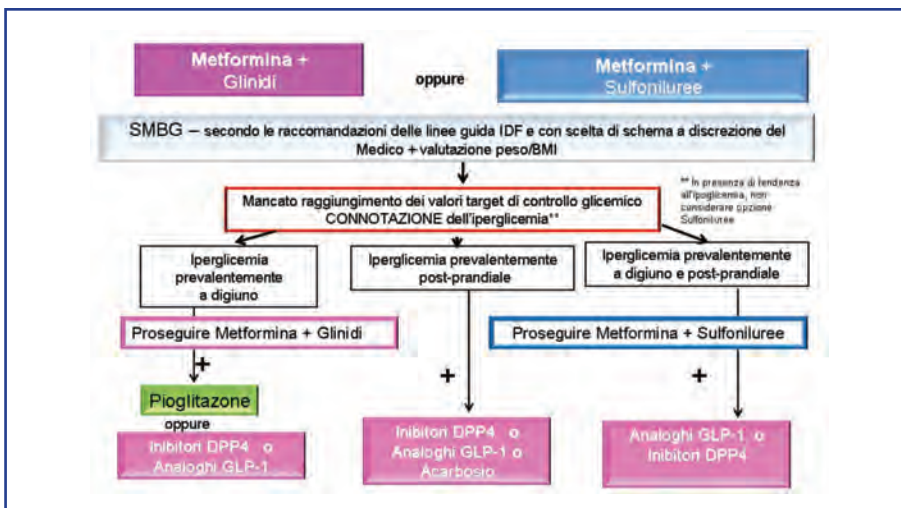 Metformina +
Glinidi
oppure
Metformina +
Sulfoniluree
SMBG – secondo le raccomandazioni delle linee guida IDF e con scelta di schema a discrezione del
Medico + valutazione peso/BMI
** In presenza di tendenza
all'ipoglicemia, non
considerare opzione
Sulfoniluree
Mancato raggiungimento dei valori target di controllo glicemico
CONNOTAZIONE dell'iperglicemia**
Iperglicemia
prevalentemente
a digiuno
Iperglicemia prevalentemente
post-prandiale
Iperglicemia prevalentemente
a digiuno e post-prandiale
Proseguire Metformina + Glinidi
Proseguire Metformina + Sulfoniluree
+
+
+
Pioglitazone
oppure
Inibitori DPP4 o
Analoghi GLP-1
Inibitori DPP4 o
Analoghi GLP-1 o
Acarbosio
Analoghi GLP-1 o
Inibitori DPP4